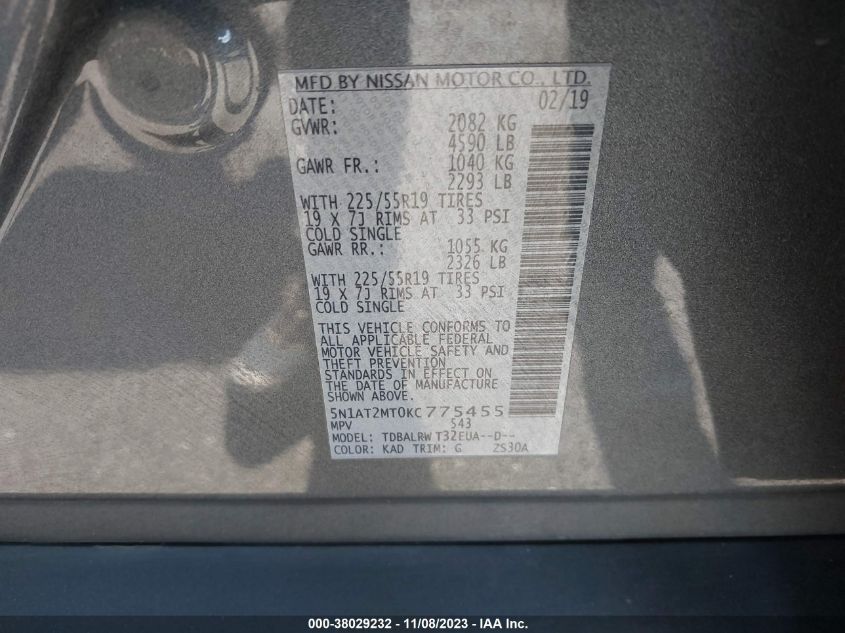 MFD BY NISSAN MOTOR CO., LTD.
DATE: 02/19
GVWR: 2082 KG
4590 LB
GAWR FR.: 1040 KG
2293 LB
WITH 225/55R19 TIRES
19 X 7J RIMS AT 33 PSI
COLD SINGLE
GAWR RR.: 1055 KG
2326 LB
WITH 225/55R19 TIRES
19 X 7J RIMS AT 33 PSI
COLD SINGLE
THIS VEHICLE CONFORMS TO
ALL APPLICABLE FEDERAL
MOTOR VEHICLE SAFETY AND
THEFT PREVENTION
STANDARDS IN EFFECT ON
THE DATE OF MANUFACTURE
SHOWN ABOVE.
5N1AT2MT0KC775455
MPV 543
MODEL: TDBALRW T32EUA--D--
COLOR: KAD TRIM: G 2S30A
000-38029232 - 11/08/2023 - IAA Inc.